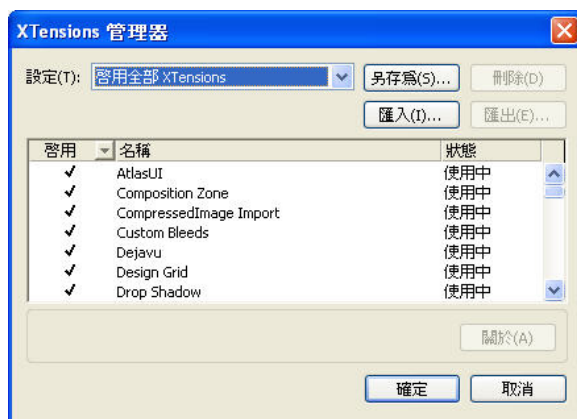 XTensions 管理器
設定(T): 啓用全部 XTensions 另存爲(S)... 刪除(D)
匯入(I)... 匯出(E)...
啓用 名稱 狀態
AtlasUI 使用中
Composition Zone 使用中
CompressedImage Import 使用中
Custom Bleeds 使用中
Dejavu 使用中
Design Grid 使用中
Drop Shadow 使用中
關於(A)
確定 取消